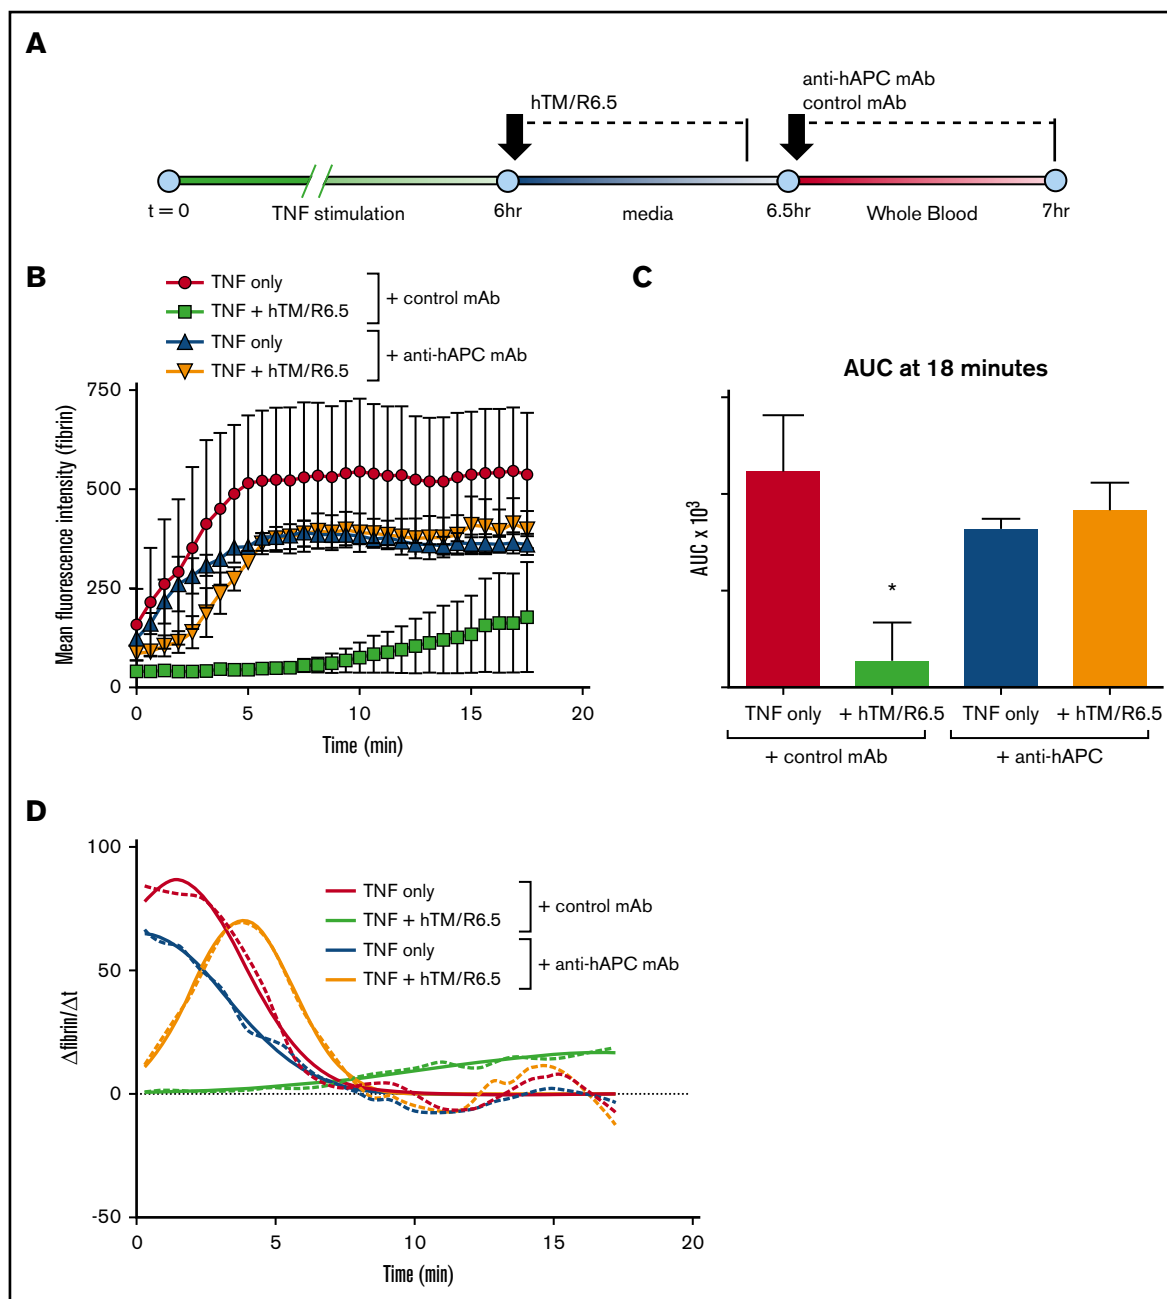 A
hTM/R6.5
anti-hAPC mAb
control mAb
t = 0
TNF stimulation
6hr
media
6.5hr
Whole Blood
7hr
B
TNF only
TNF + hTM/R6.5
+ control mAb
TNF only
TNF + hTM/R6.5
+ anti-hAPC mAb
Mean fluorescence intensity (fibrin)
750
500
250
0
0
5
10
15
20
Time (min)
C
AUC at 18 minutes
AUC x 10³
*
TNF only
+ hTM/R6.5
TNF only
+ hTM/R6.5
+ control mAb
+ anti-hAPC
D
TNF only
TNF + hTM/R6.5
+ control mAb
TNF only
TNF + hTM/R6.5
+ anti-hAPC mAb
Δfibrin/Δt
100
50
0
-50
0
5
10
15
20
Time (min)